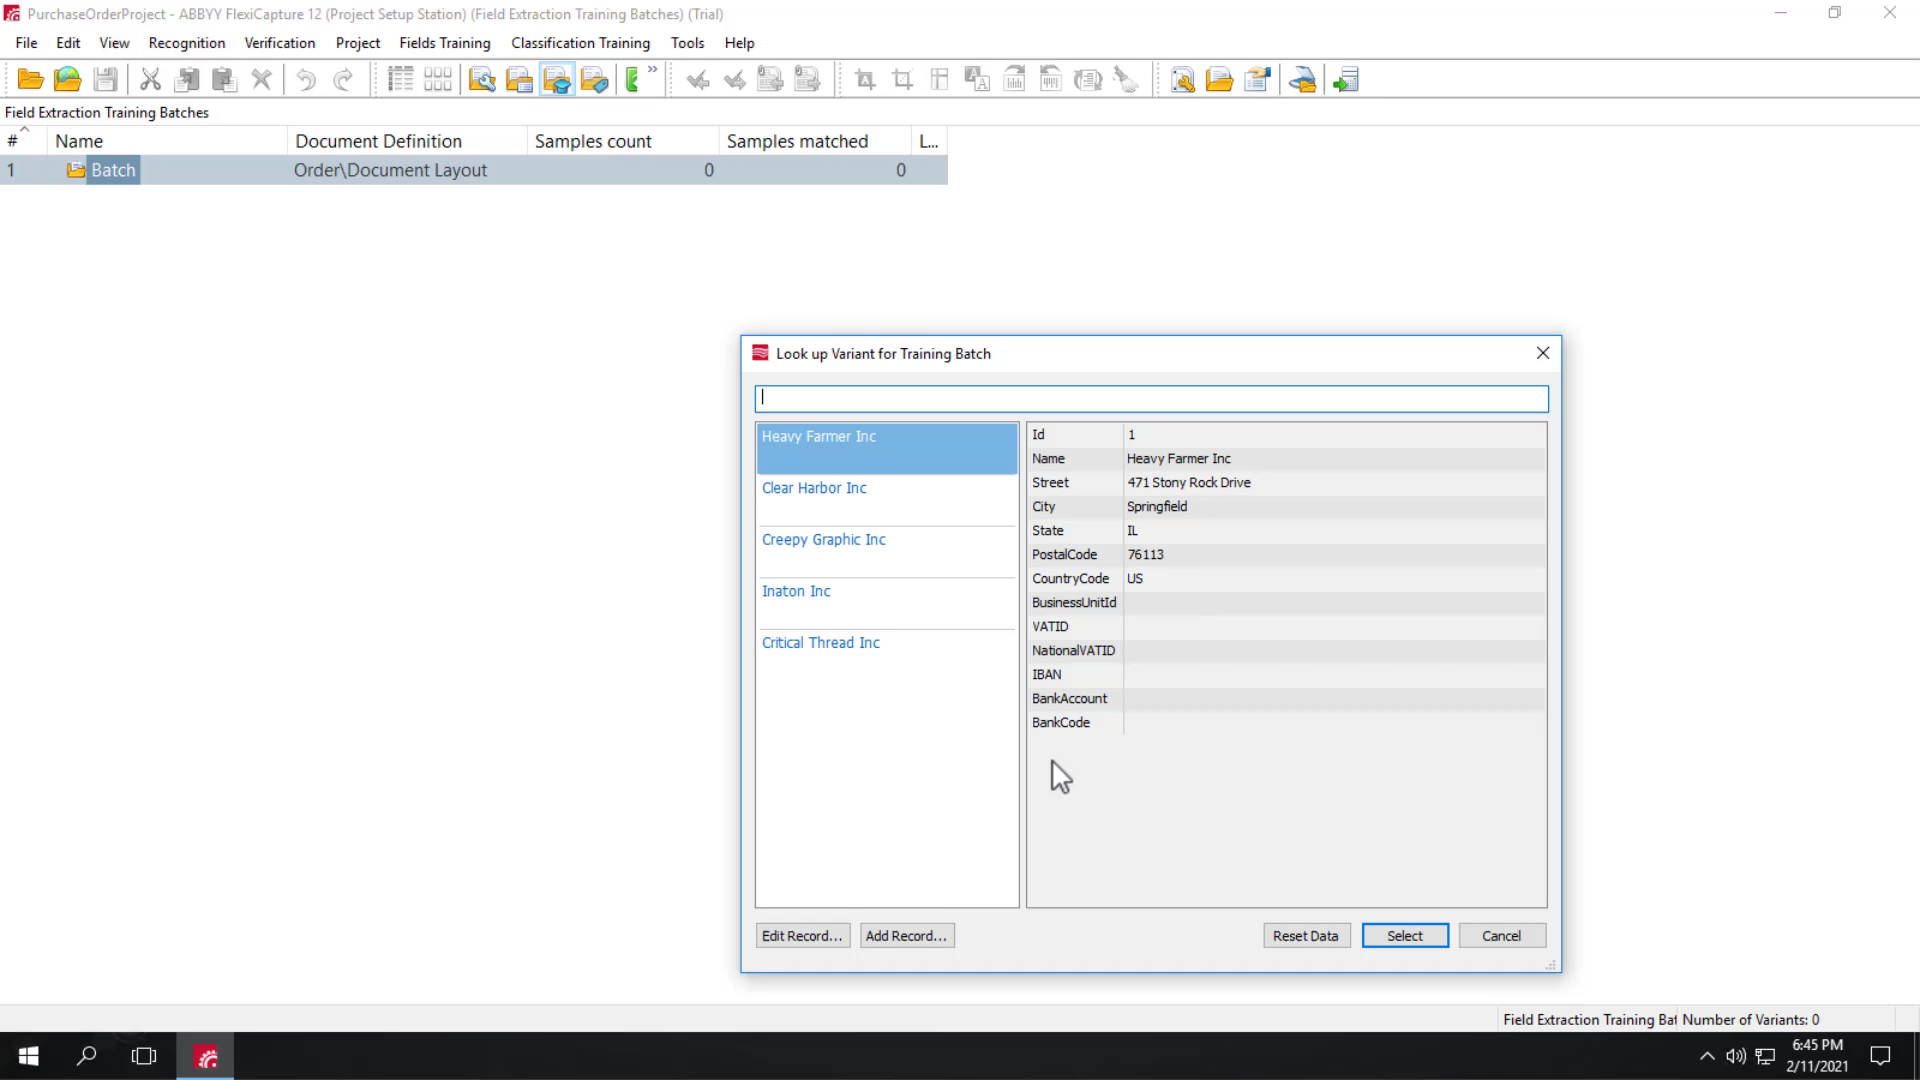 PurchaseOrderProject - ABBYY FlexiCapture 12 (Project Setup Station) (Field Extraction Training Batches) (Trial)
File Edit View Recognition Verification Project Fields Training Classification Training Tools Help
Field Extraction Training Batches
# Name Document Definition Samples count Samples matched L...
1 Batch Order\Document Layout 0 0
Look up Variant for Training Batch
Heavy Farmer Inc
Clear Harbor Inc
Creepy Graphic Inc
Inaton Inc
Critical Thread Inc
Id 1
Name Heavy Farmer Inc
Street 471 Stony Rock Drive
City Springfield
State IL
PostalCode 76113
CountryCode US
BusinessUnitId
VATID
NationalVATID
IBAN
BankAccount
BankCode
Edit Record... Add Record... Reset Data Select Cancel
Field Extraction Training Bat Number of Variants: 0
6:45 PM
2/11/2021